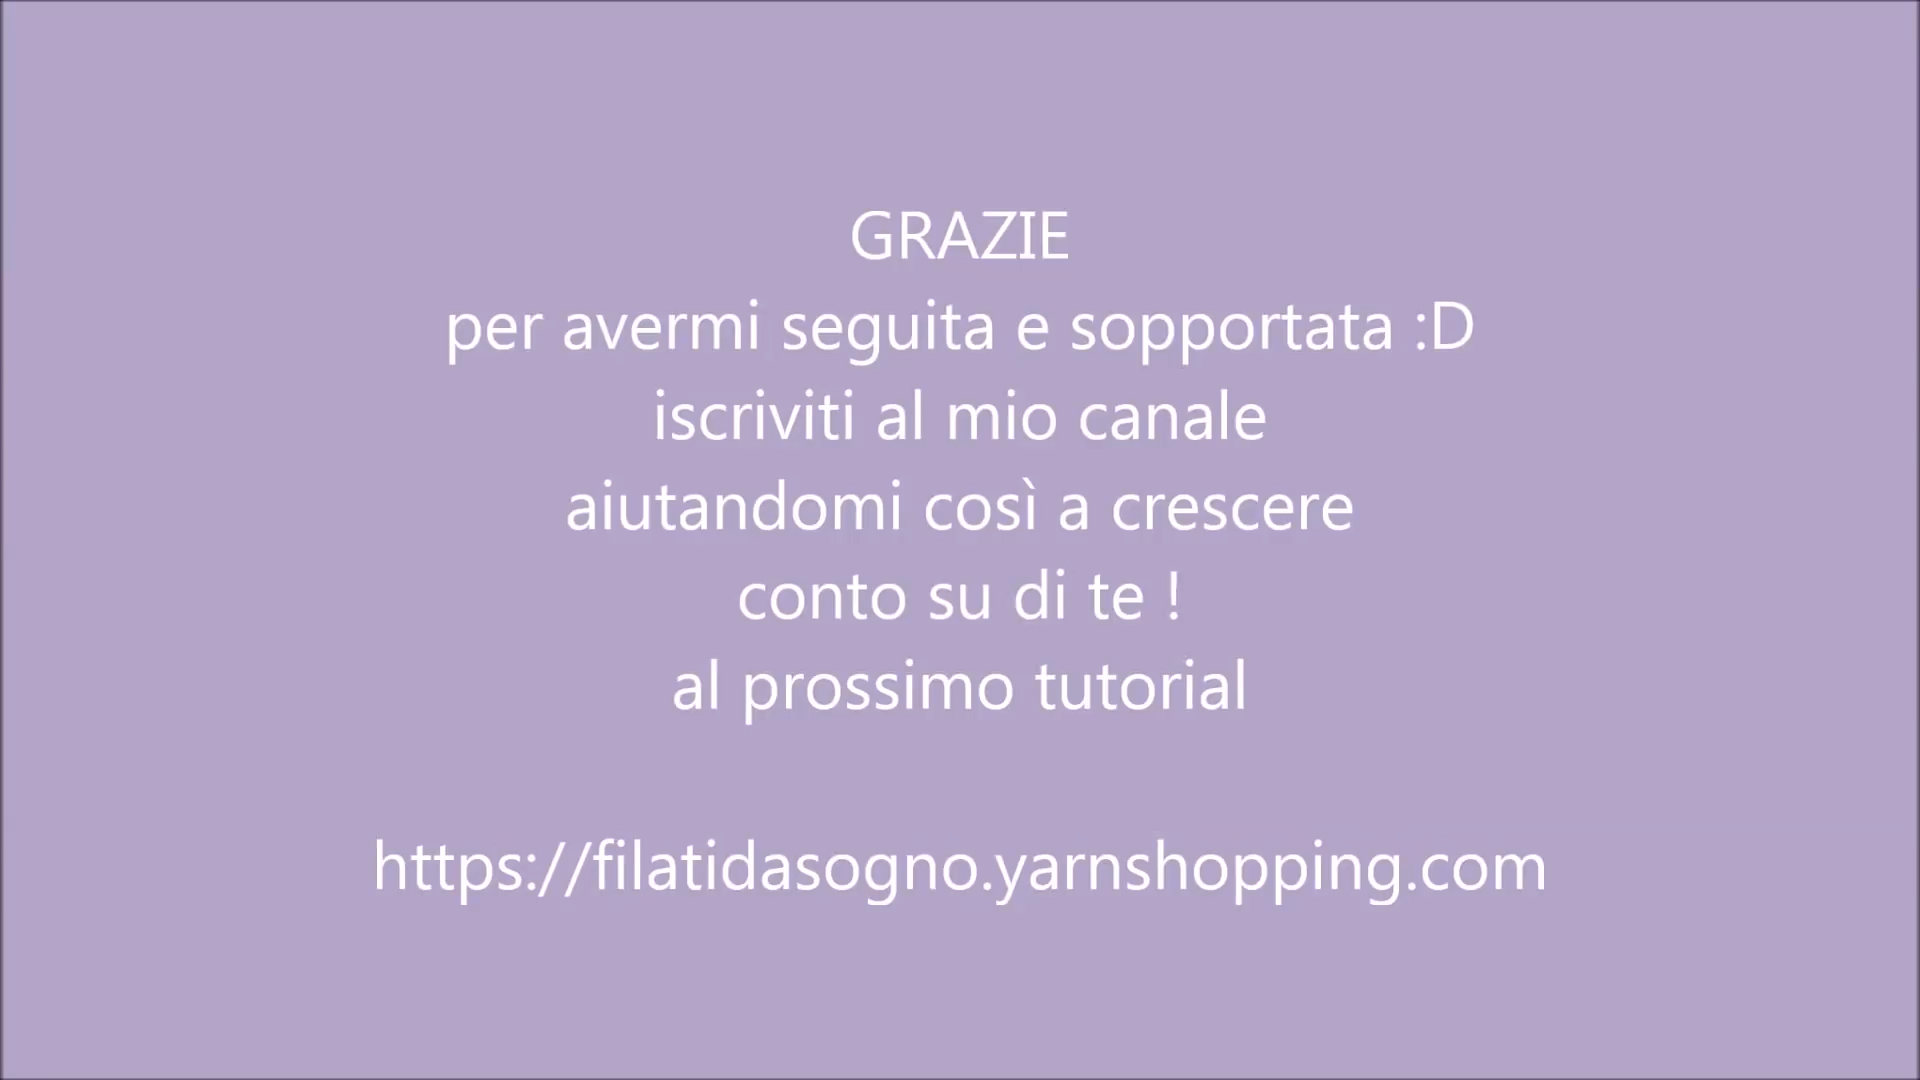 GRAZIE
per avermi seguita e sopportata :D
iscriviti al mio canale
aiutandomi così a crescere
conto su di te !
al prossimo tutorial
https://filatidasogno.yarnshopping.com